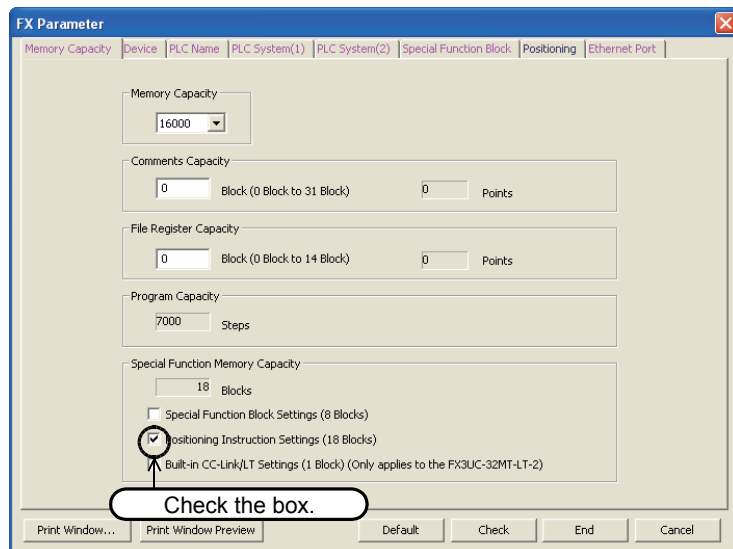 FX Parameter
Memory Capacity Device PLC Name PLC System(1) PLC System(2) Special Function Block Positioning Ethernet Port
Memory Capacity
16000
Comments Capacity
0 Block (0 Block to 31 Block) 0 Points
File Register Capacity
0 Block (0 Block to 14 Block) 0 Points
Program Capacity
7000 Steps
Special Function Memory Capacity
18 Blocks
Special Function Block Settings (8 Blocks)
Positioning Instruction Settings (18 Blocks)
Built-in CC-Link/LT Settings (1 Block) (Only applies to the FX3UC-32MT-LT-2)
Check the box.
Print Window... Print Window Preview Default Check End Cancel